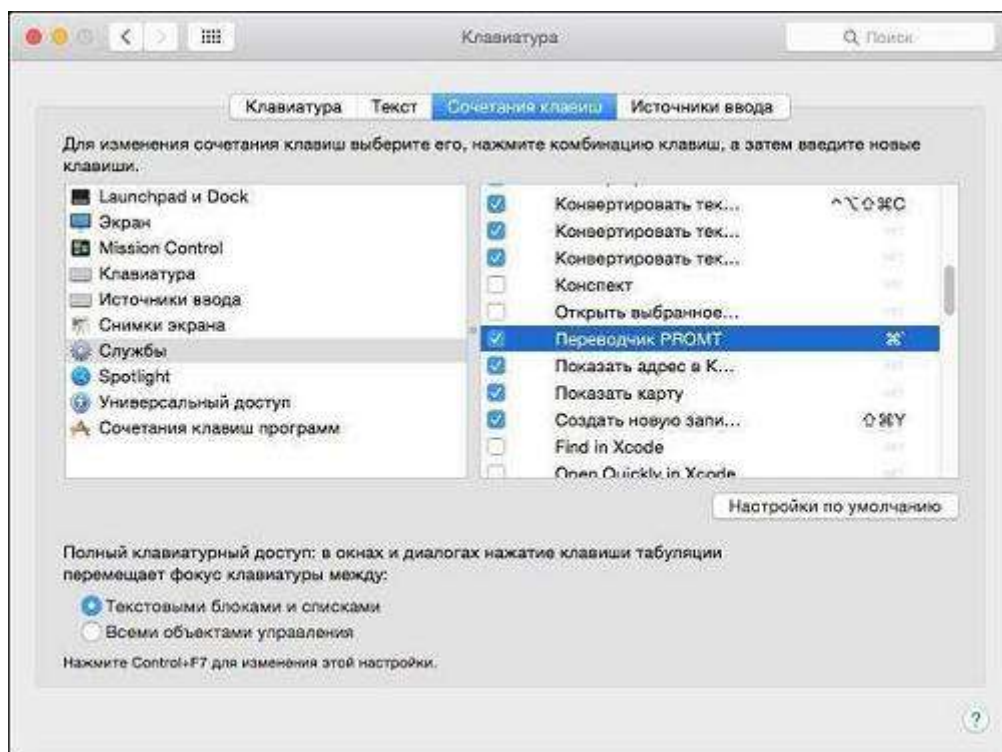 Клавиатура
Поиск
Клавиатура Текст Сочетания клавиш Источники ввода
Для изменения сочетания клавиш выберите его, нажмите комбинацию клавиш, а затем введите новые
клавиши.
Launchpad и Dock
Экран
Mission Control
Клавиатура
Источники ввода
Снимки экрана
Службы
Spotlight
Универсальный доступ
Сочетания клавиш программ
Конвертировать тек... ^⌥⇧⌘C
Конвертировать тек...
Конвертировать тек...
Конспект
Открыть выбранное...
Переводчик PROMT ⌘`
Показать адрес в К...
Показать карту
Создать новую запи... ⇧⌘Y
Find in Xcode
Open Quickly in Xcode
Настройки по умолчанию
Полный клавиатурный доступ: в окнах и диалогах нажатие клавиши табуляции
перемещает фокус клавиатуры между:
Текстовыми блоками и списками
Всеми объектами управления
Нажмите Control+F7 для изменения этой настройки.
?